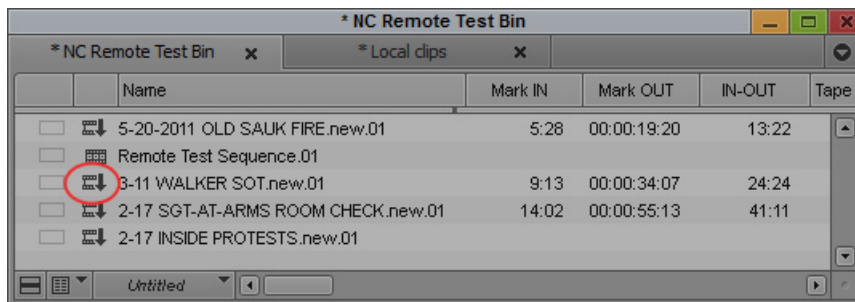 * NC Remote Test Bin
* NC Remote Test Bin x * Local clips x
Name Mark IN Mark OUT IN-OUT Tape
5-20-2011 OLD SAUK FIRE.new.01 5:28 00:00:19:20 13:22
Remote Test Sequence.01
3-11 WALKER SOT.new.01 9:13 00:00:34:07 24:24
2-17 SGT-AT-ARMS ROOM CHECK.new.01 14:02 00:00:55:13 41:11
2-17 INSIDE PROTESTS.new.01
Untitled